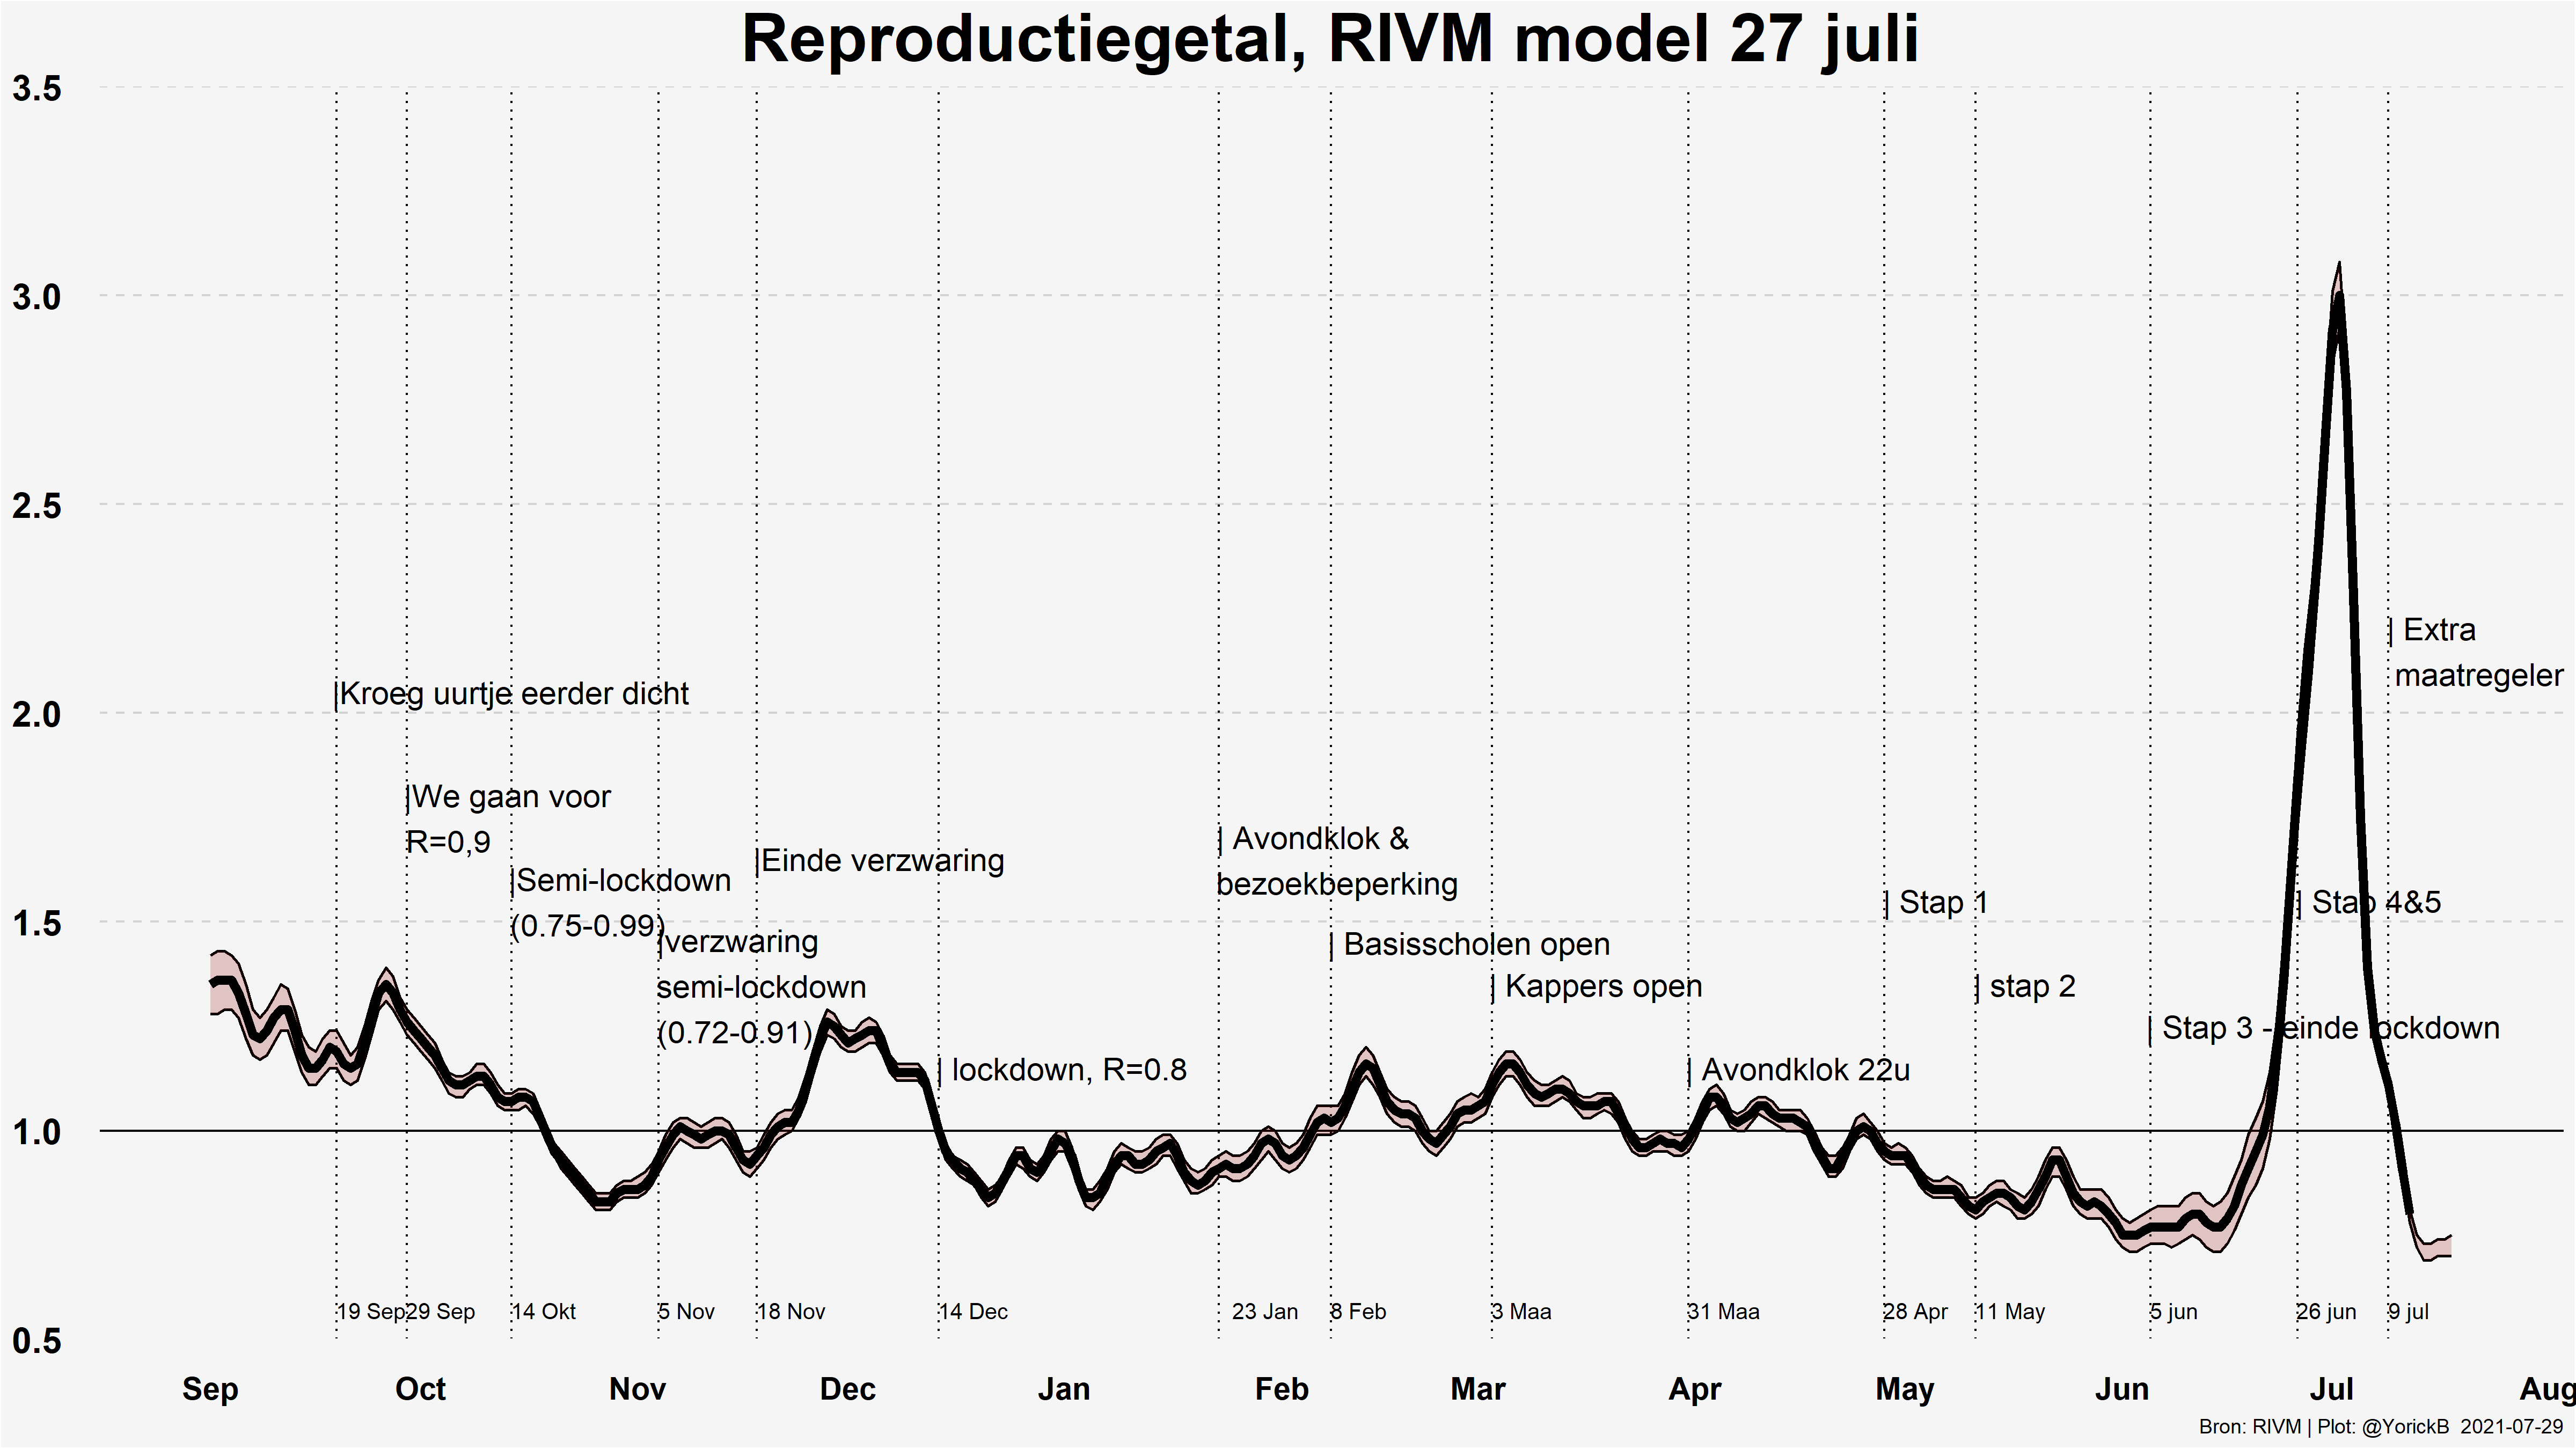 Reproductiegetal, RIVM model 27 juli
3.5
3.0
2.5
2.0
1.5
1.0
0.5
|Kroeg uurtje eerder dicht
|We gaan voor
R=0,9
|Semi-lockdown
(0.75-0.99)
|verzwaring
semi-lockdown
(0.72-0.91)
|Einde verzwaring
| lockdown, R=0.8
| Avondklok &
bezoekbeperking
| Basisscholen open
| Kappers open
| Avondklok 22u
| Stap 1
| stap 2
| Stap 3 - einde lockdown
| Stap 4&5
| Extra
maatregeler
19 Sep
29 Sep
14 Okt
5 Nov
18 Nov
14 Dec
23 Jan
8 Feb
3 Maa
31 Maa
28 Apr
11 May
5 jun
26 jun
9 jul
Sep Oct Nov Dec Jan Feb Mar Apr May Jun Jul Aug
Bron: RIVM | Plot: @YorickB 2021-07-29